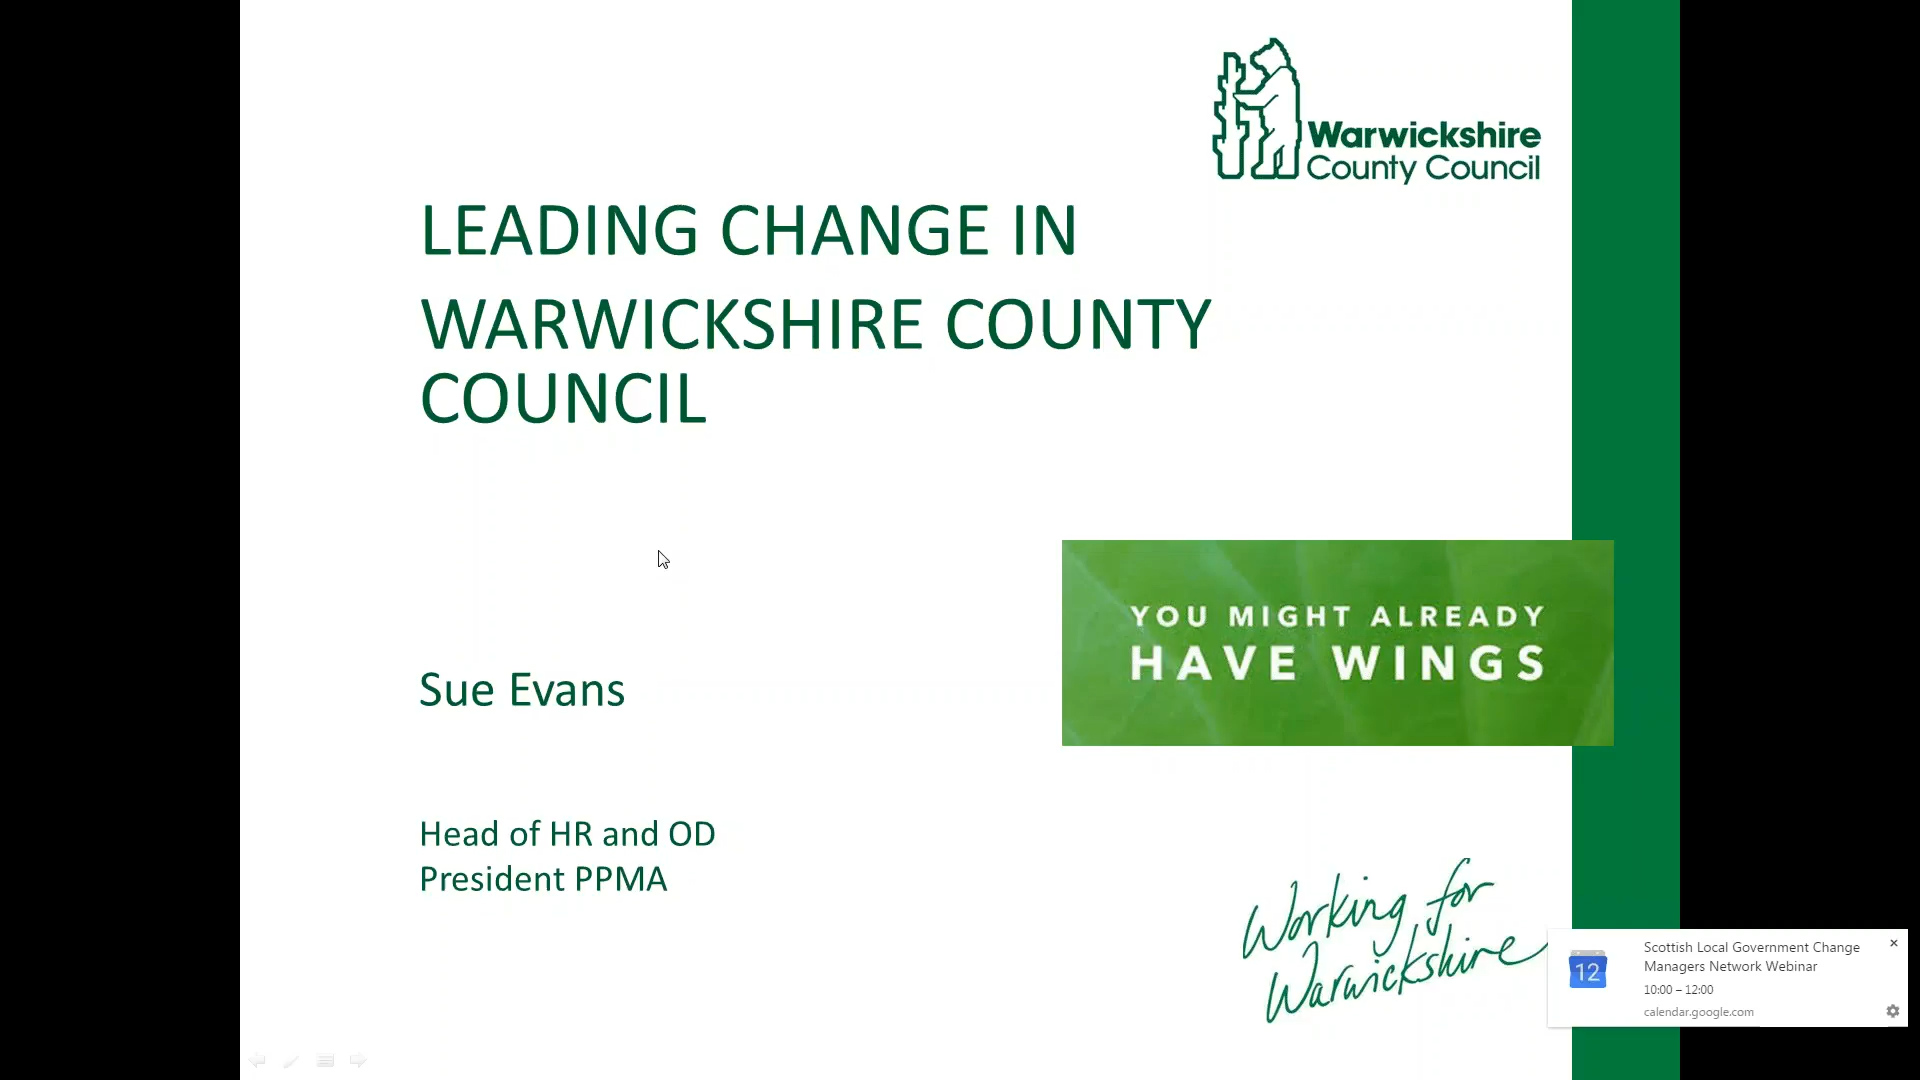 Warwickshire
County Council
LEADING CHANGE IN
WARWICKSHIRE COUNTY
COUNCIL
YOU MIGHT ALREADY
HAVE WINGS
Sue Evans
Head of HR and OD
President PPMA
Working for
Warwickshire
12
Scottish Local Government Change
Managers Network Webinar
10:00 – 12:00
calendar.google.com